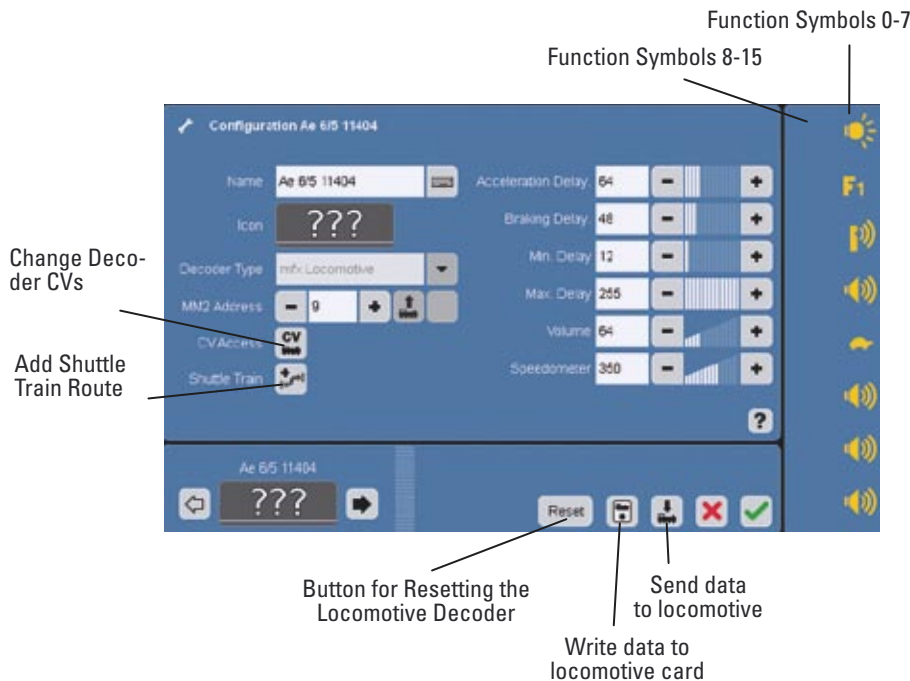 Function Symbols 0-7
Function Symbols 8-15
Configuration Ae 6/5 11404
Name
Ae 6/5 11404
Icon
???
Decoder Type
mfx Locomotive
MM2 Address
9
CV Access
CV
Shuttle Train
Acceleration Delay
64
Braking Delay
48
Min. Delay
12
Max. Delay
255
Volume
64
Speedometer
350
?
F1
Change Deco-
der CVs
Add Shuttle
Train Route
Ae 6/5 11404
???
Reset
Button for Resetting the
Locomotive Decoder
Send data
to locomotive
Write data to
locomotive card